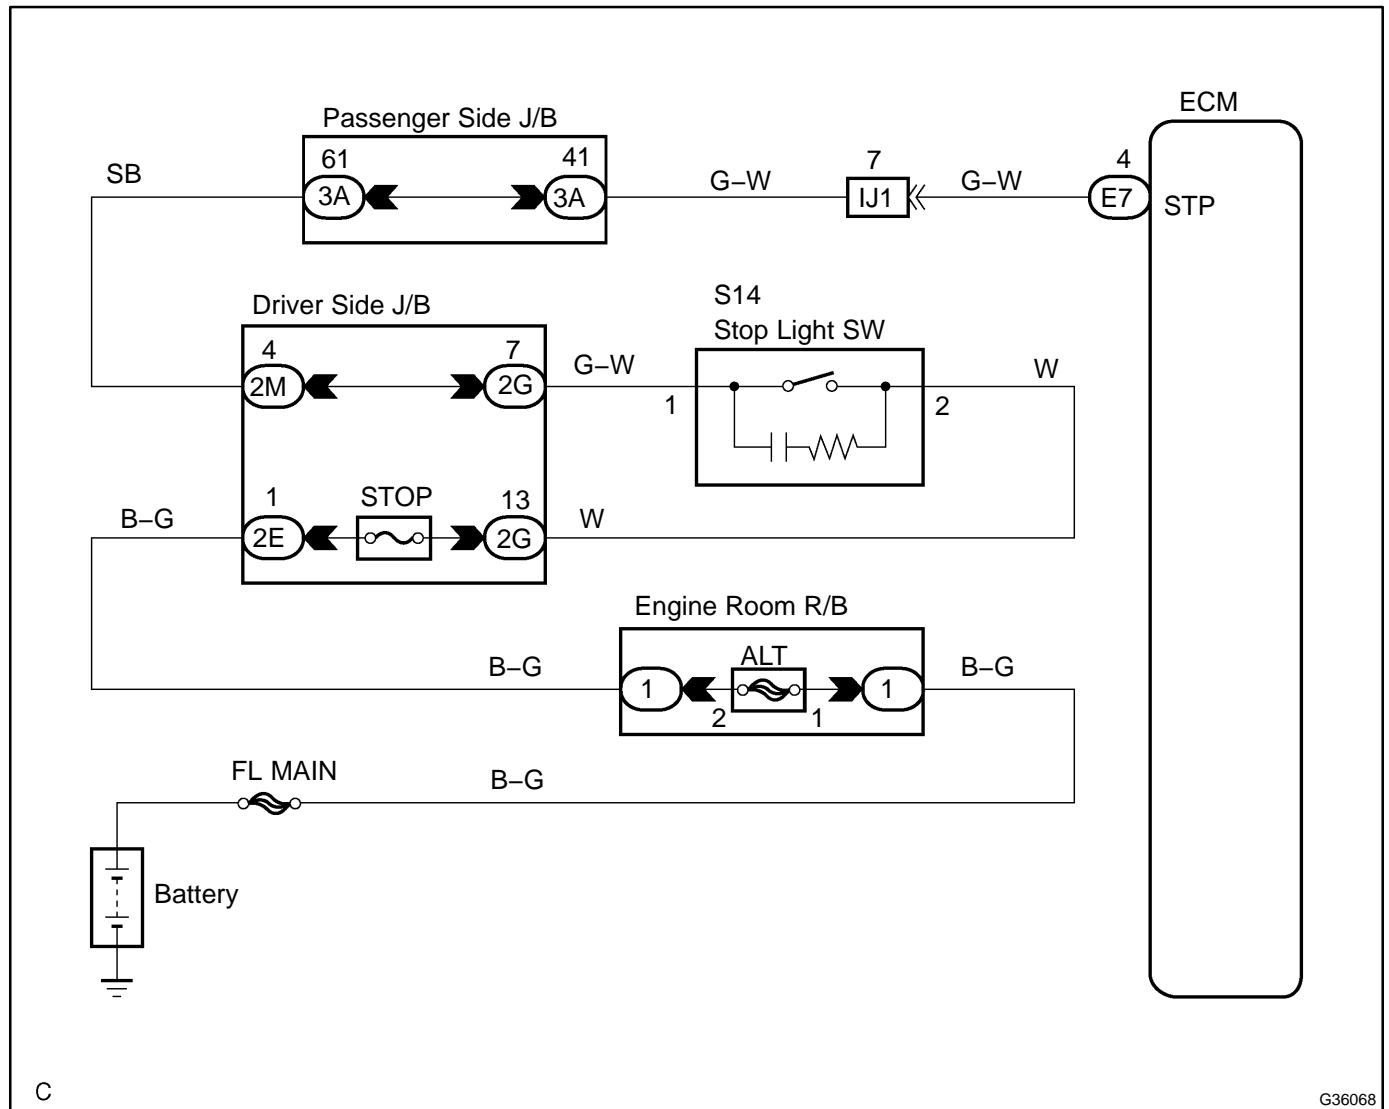 ECM
Passenger Side J/B
61
41
7
4
SB
3A
3A
G–W
IJ1
G–W
E7
STP
S14
Driver Side J/B
Stop Light SW
4
7
G–W
W
2M
2G
1
2
1
STOP
13
B–G
W
2E
2G
Engine Room R/B
B–G
ALT
B–G
1
1
2
1
FL MAIN
B–G
Battery
C
G36068